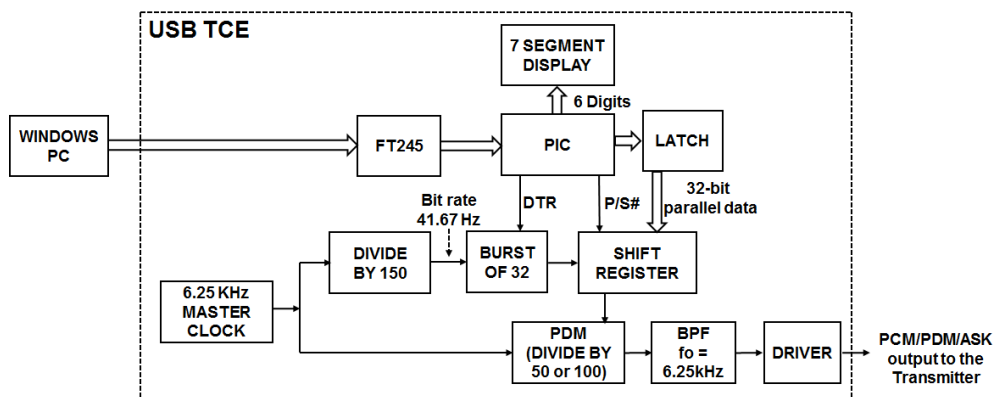 USB TCE
7 SEGMENT
DISPLAY
6 Digits
WINDOWS
PC
FT245
PIC
LATCH
DTR
P/S#
32-bit
parallel data
Bit rate
41.67 Hz
DIVIDE
BY 150
BURST
OF 32
SHIFT
REGISTER
6.25 KHz
MASTER
CLOCK
PDM
(DIVIDE BY
50 or 100)
BPF
fo =
6.25kHz
DRIVER
PCM/PDM/ASK
output to the
Transmitter